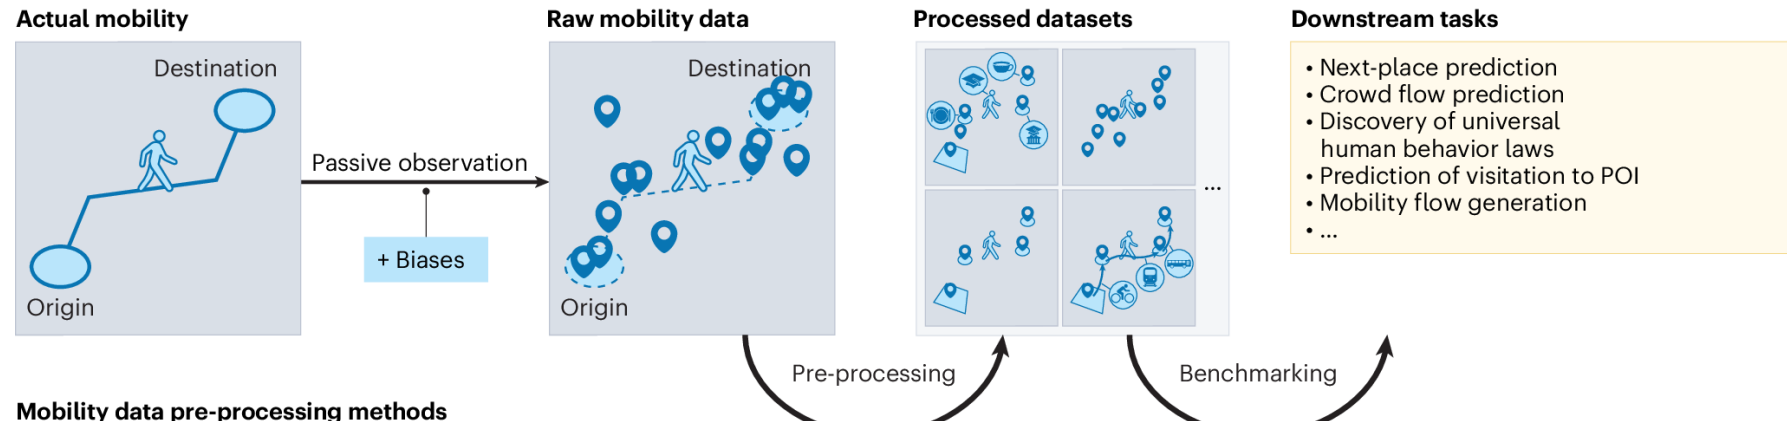 Actual mobility
Destination
Origin
Passive observation
+ Biases
Raw mobility data
Destination
Origin
Pre-processing
Processed datasets
...
Benchmarking
Downstream tasks
• Next-place prediction
• Crowd flow prediction
• Discovery of universal
human behavior laws
• Prediction of visitation to POI
• Mobility flow generation
• ...
Mobility data pre-processing methods